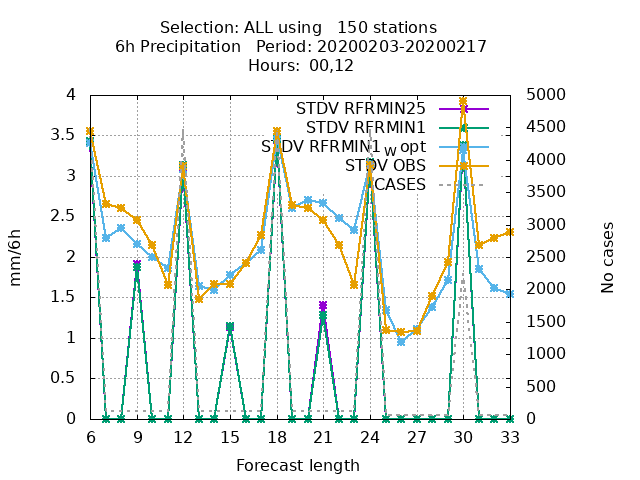 Selection: ALL using   150 stations
6h Precipitation   Period: 20200203-20200217
Hours: 00,12
STDV RFRMIN25
STDV RFRMIN1
STDV RFRMIN1_w opt
STDV OBS
CASES
mm/6h
No cases
4
3.5
3
2.5
2
1.5
1
0.5
0
5000
4500
4000
3500
3000
2500
2000
1500
1000
500
0
6 9 12 15 18 21 24 27 30 33
Forecast length